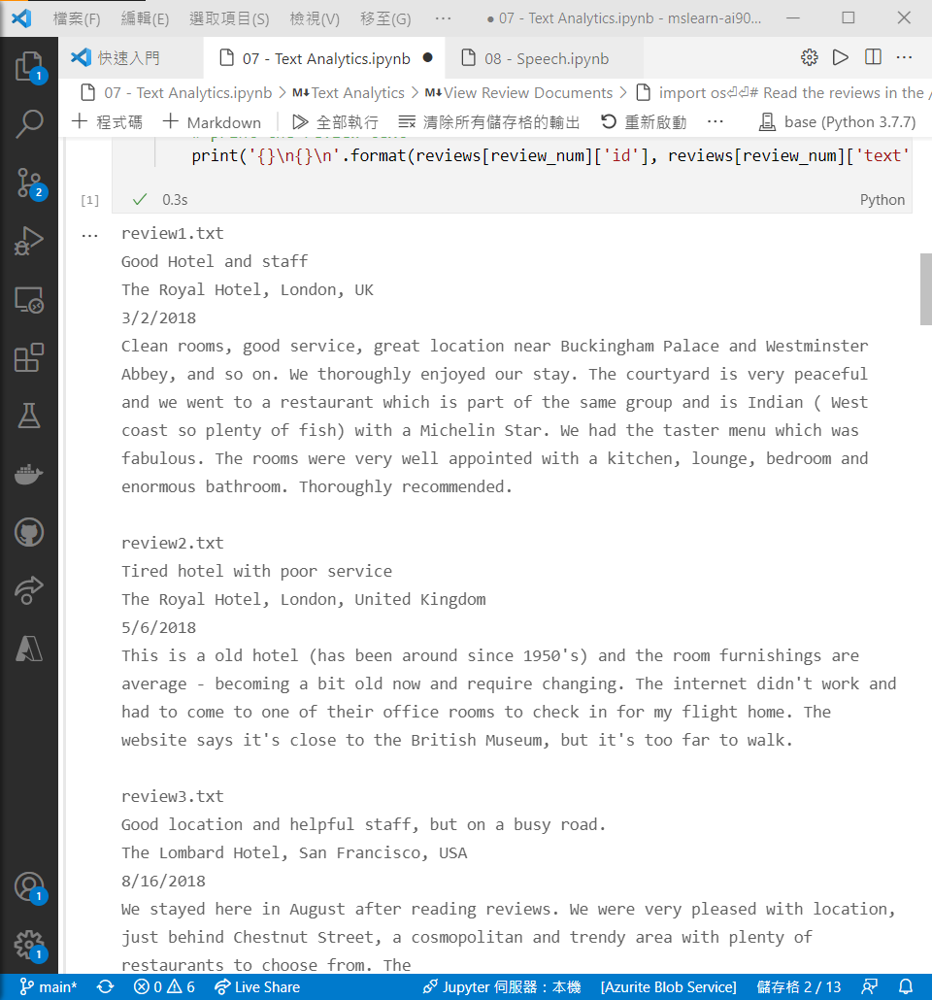 檔案(F) 編輯(E) 選取項目(S) 檢視(V) 移至(G) ··· ● 07 - Text Analytics.ipynb - mslearn-ai90...
快速入門 07 - Text Analytics.ipynb ● 08 - Speech.ipynb ···
07 - Text Analytics.ipynb > M↓Text Analytics > M↓View Review Documents > import os⏎⏎# Read the reviews in the /
+ 程式碼 + Markdown 全部執行 清除所有儲存格的輸出 重新啟動 ··· base (Python 3.7.7)
print('{}\n{}\n'.format(reviews[review_num]['id'], reviews[review_num]['text'
[1] ✓ 0.3s Python
... review1.txt
Good Hotel and staff
The Royal Hotel, London, UK
3/2/2018
Clean rooms, good service, great location near Buckingham Palace and Westminster
Abbey, and so on. We thoroughly enjoyed our stay. The courtyard is very peaceful
and we went to a restaurant which is part of the same group and is Indian ( West
coast so plenty of fish) with a Michelin Star. We had the taster menu which was
fabulous. The rooms were very well appointed with a kitchen, lounge, bedroom and
enormous bathroom. Thoroughly recommended.
review2.txt
Tired hotel with poor service
The Royal Hotel, London, United Kingdom
5/6/2018
This is a old hotel (has been around since 1950's) and the room furnishings are
average - becoming a bit old now and require changing. The internet didn't work and
had to come to one of their office rooms to check in for my flight home. The
website says it's close to the British Museum, but it's too far to walk.
review3.txt
Good location and helpful staff, but on a busy road.
The Lombard Hotel, San Francisco, USA
8/16/2018
We stayed here in August after reading reviews. We were very pleased with location,
just behind Chestnut Street, a cosmopolitan and trendy area with plenty of
restaurants to choose from. The
1
2
1
1
main* 0 6 Live Share Jupyter 伺服器：本機 [Azurite Blob Service] 儲存格 2 / 13